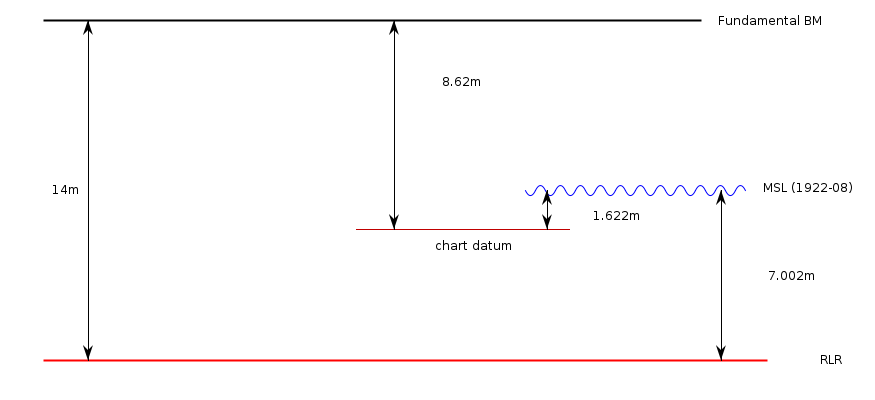 Fundamental BM
8.62m
14m
MSL (1922-08)
1.622m
chart datum
7.002m
RLR